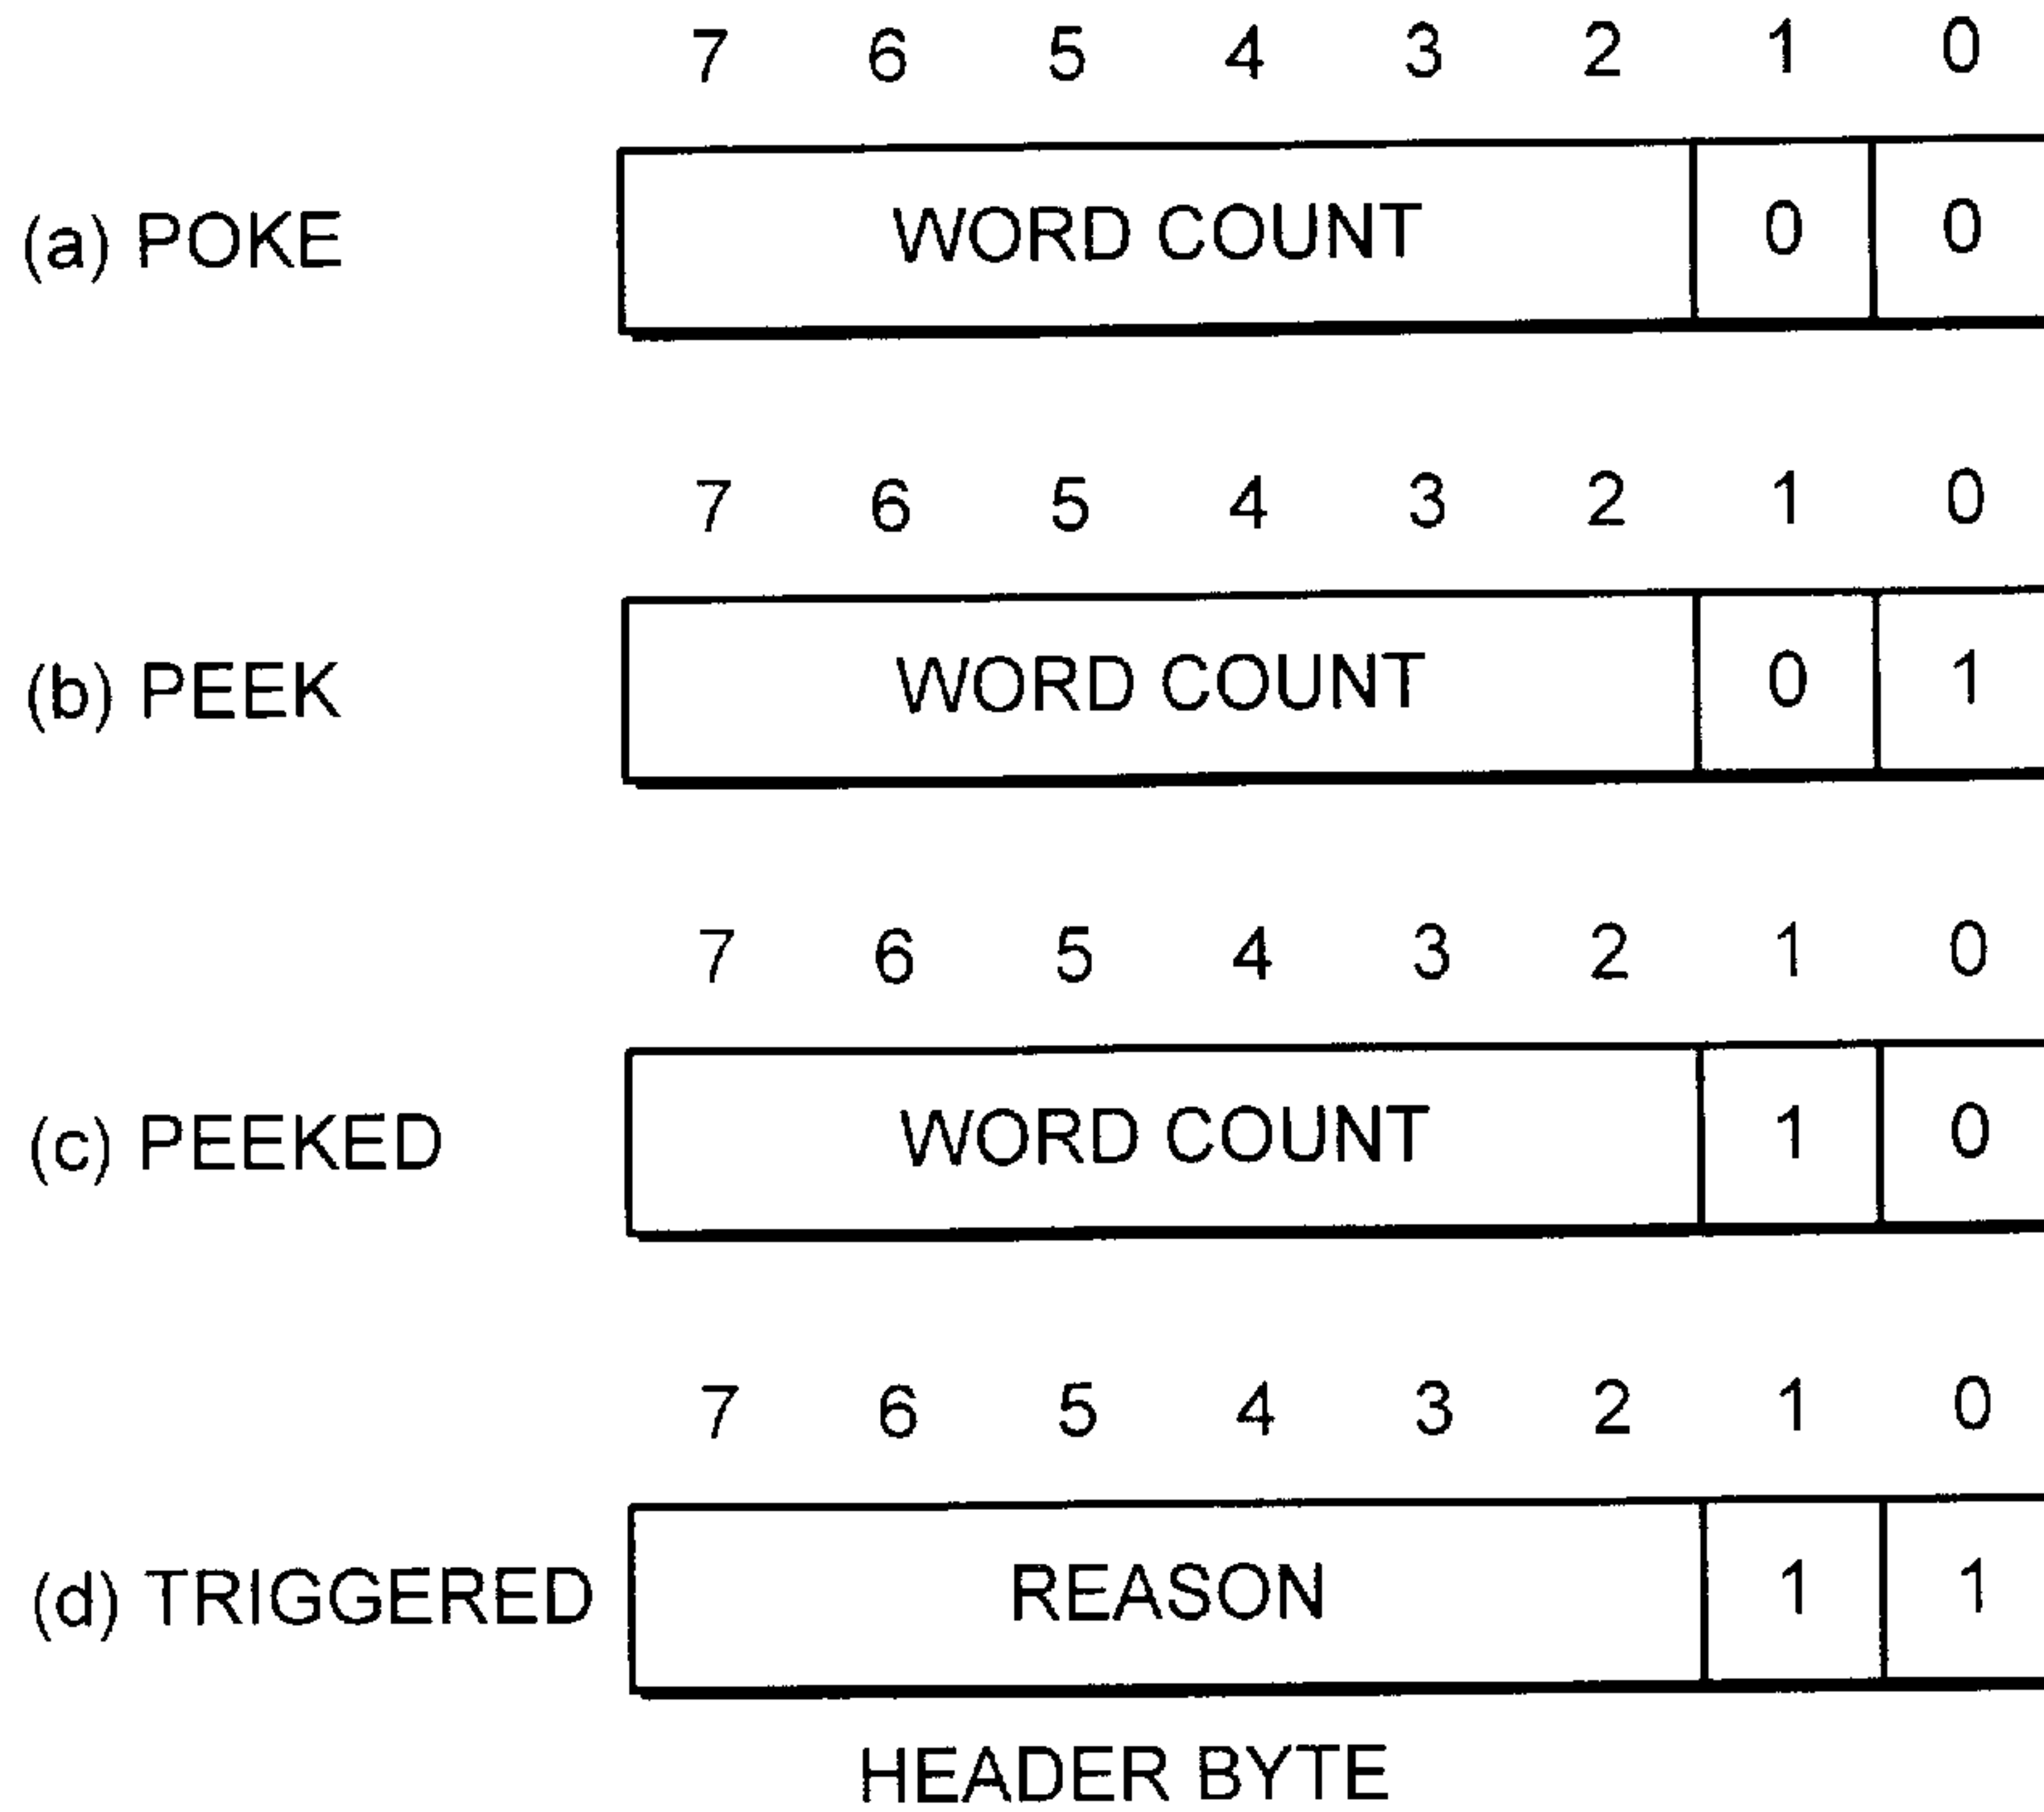 7 6 5 4 3 2 1 0
(a) POKE WORD COUNT 0 0
7 6 5 4 3 2 1 0
(b) PEEK WORD COUNT 0 1
7 6 5 4 3 2 1 0
(c) PEEKED WORD COUNT 1 0
7 6 5 4 3 2 1 0
(d) TRIGGERED REASON 1 1
HEADER BYTE